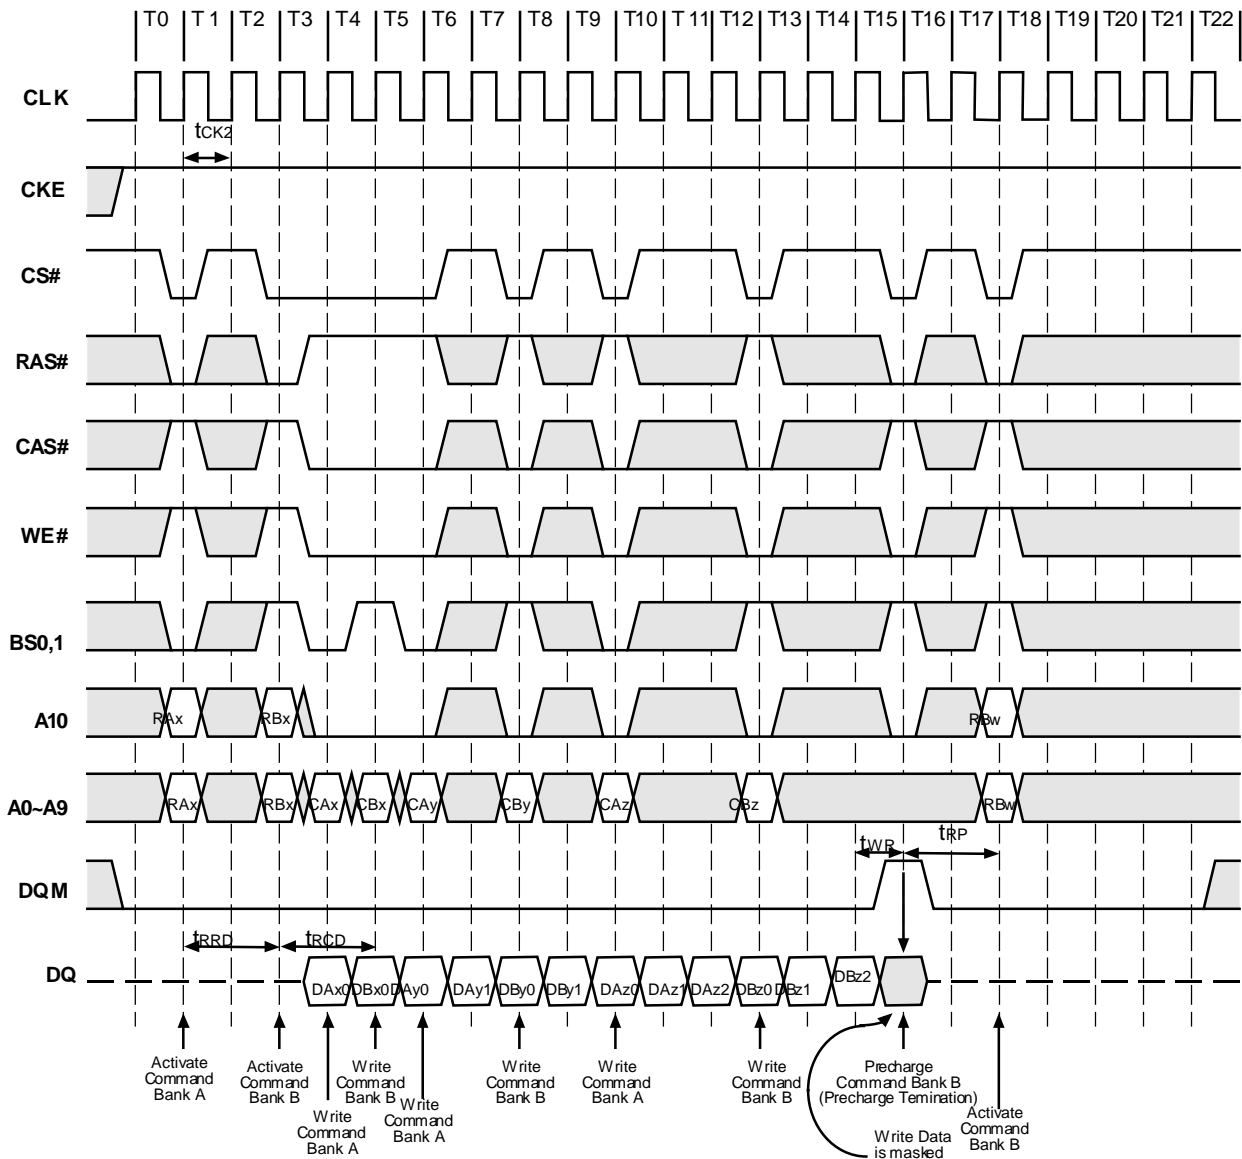 T0 T1 T2 T3 T4 T5 T6 T7 T8 T9 T10 T11 T12 T13 T14 T15 T16 T17 T18 T19 T20 T21 T22
CLK
tCK2
CKE
CS#
RAS#
CAS#
WE#
BS0,1
A10
RAx RBx RBw
A0~A9
RAx RBx CAx CBx CAy CBy CAz CBz RBw
tWR tRP
DQM
tRRD tRCD
DQ
DAx0 DBx0 DAy0 DAy1 DBy0 DBy1 DAz0 DAz1 DAz2 DBz0 DBz1 DBz2
Activate
Command
Bank A
Activate
Command
Bank B
Write
Command
Bank A
Write
Command
Bank B
Write
Command
Bank A
Write
Command
Bank B
Write
Command
Bank A
Write
Command
Bank B
Precharge
Command Bank B
(Precharge Temination)
Write Data
is masked
Activate
Command
Bank B